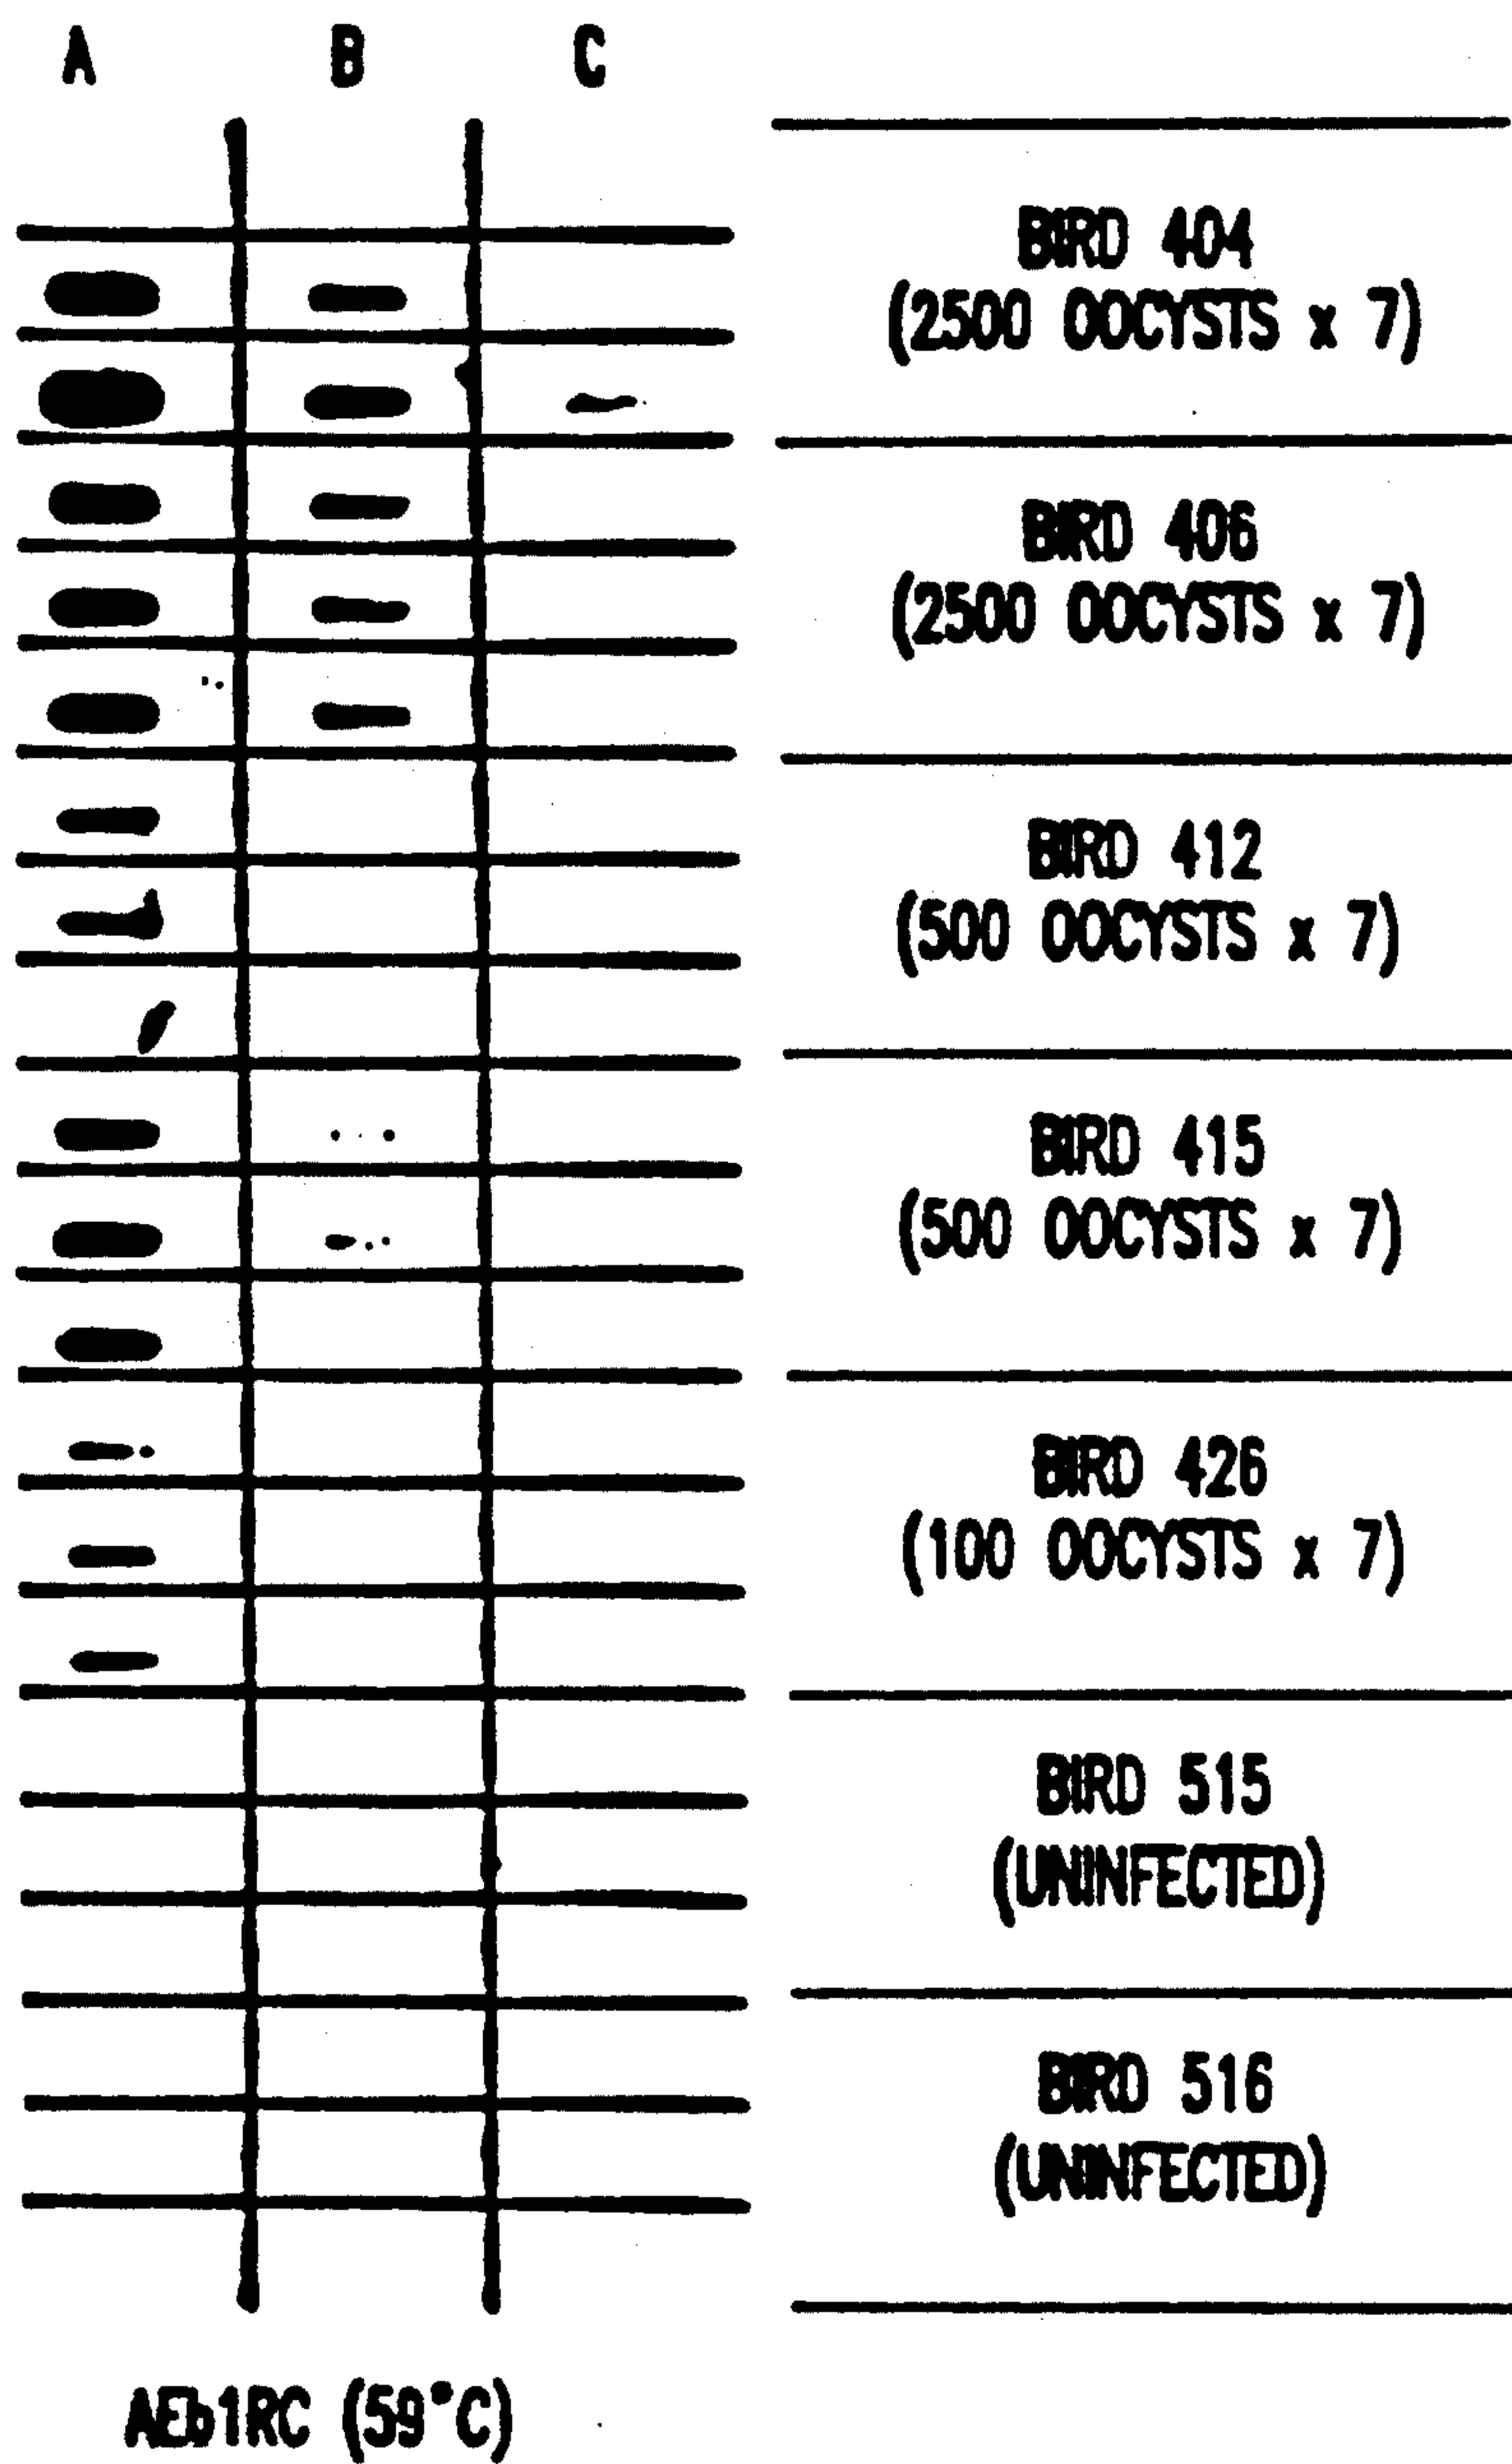 A B C
BIRD 404
(2500 OOCYSTS x 7)
BIRD 406
(2500 OOCYSTS x 7)
BIRD 412
(500 OOCYSTS x 7)
BIRD 415
(500 OOCYSTS x 7)
BIRD 426
(100 OOCYSTS x 7)
BIRD 515
(UNINFECTED)
BIRD 516
(UNINFECTED)
AEb1RC (59°C)